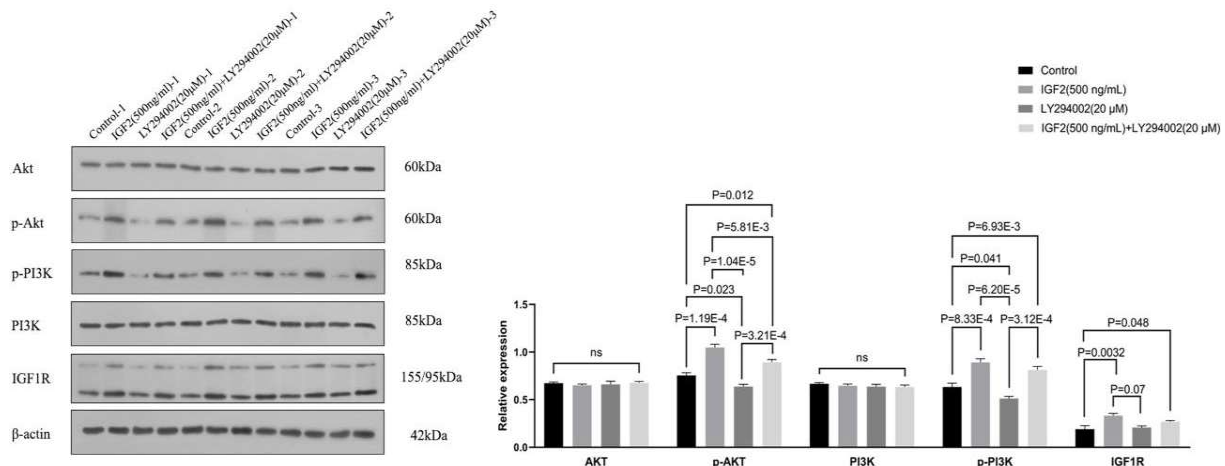 Control-1
IGF2(500ng/ml)-1
LY294002(20μM)-1
IGF2(500ng/ml)+LY294002(20μM)-1
Control-2
IGF2(500ng/ml)-2
LY294002(20μM)-2
IGF2(500ng/ml)+LY294002(20μM)-2
Control-3
IGF2(500ng/ml)-3
LY294002(20μM)-3
IGF2(500ng/ml)+LY294002(20μM)-3
Akt 60kDa
p-Akt 60kDa
p-PI3K 85kDa
PI3K 85kDa
IGF1R 155/95kDa
β-actin 42kDa
Control
IGF2(500 ng/mL)
LY294002(20 μM)
IGF2(500 ng/mL)+LY294002(20 μM)
Relative expression
1.5
1.0
0.5
0.0
ns
P=0.012
P=5.81E-3
P=1.04E-5
P=0.023
P=1.19E-4
P=3.21E-4
ns
P=6.93E-3
P=0.041
P=6.20E-5
P=8.33E-4
P=3.12E-4
P=0.048
P=0.0032
P=0.07
AKT
p-AKT
PI3K
p-PI3K
IGF1R